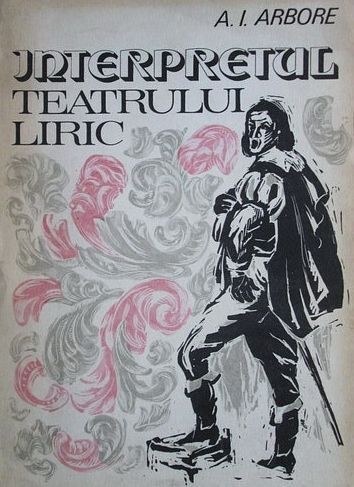 A. I. ARBORE
INTERPRETUL
TEATRULUI
LIRIC